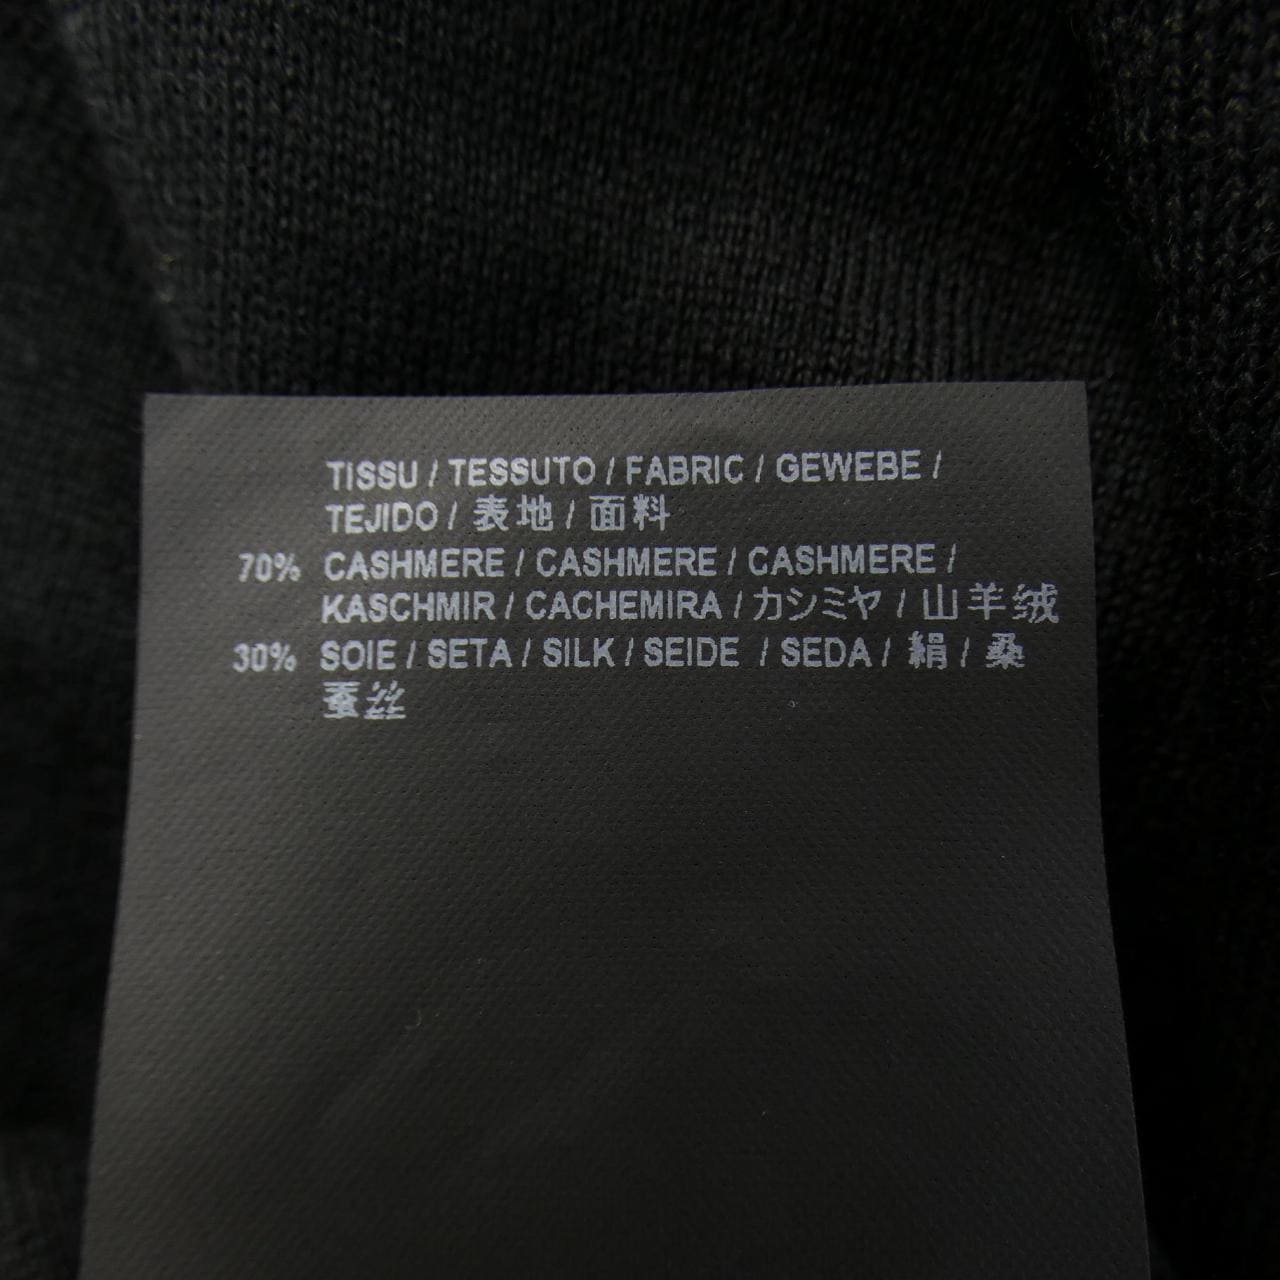 TISSU / TESSUTO / FABRIC / GEWEBE /
TEJIDO / 表地 / 面料
70% CASHMERE / CASHMERE / CASHMERE /
KASCHMIR / CACHEMIRA / カシミヤ / 山羊绒
30% SOIE / SETA / SILK / SEIDE / SEDA / 絹 / 桑
蚕丝